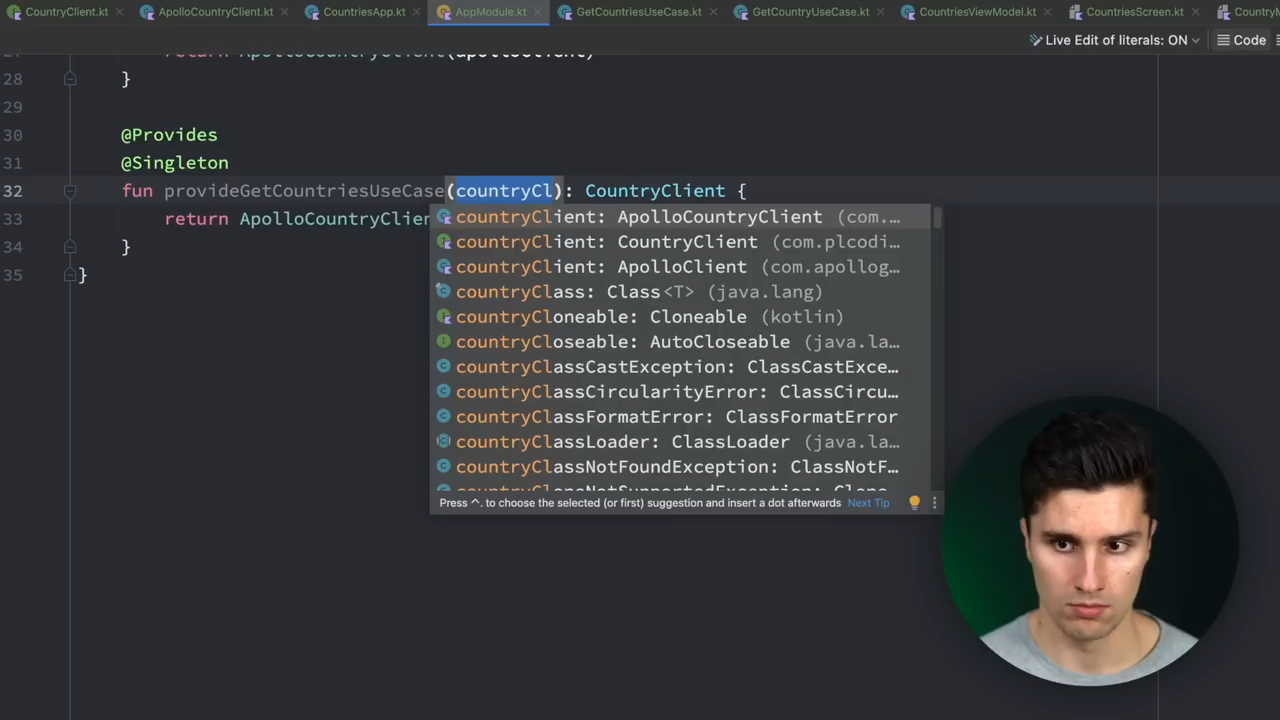 CountryClient.kt
ApolloCountryClient.kt
CountriesApp.kt
AppModule.kt
GetCountriesUseCase.kt
GetCountryUseCase.kt
CountriesViewModel.kt
CountriesScreen.kt
Live Edit of literals: ON
Code
28 }
29
30 @Provides
31 @Singleton
32 fun provideGetCountriesUseCase(countryCl): CountryClient {
33 return ApolloCountryClien
34 }
35 }
countryClient: ApolloCountryClient (com.…
countryClient: CountryClient (com.plcodi…
countryClient: ApolloClient (com.apollog…
countryClass: Class<T> (java.lang)
countryCloneable: Cloneable (kotlin)
countryCloseable: AutoCloseable (java.la…
countryClassCastException: ClassCastExce…
countryClassCircularityError: ClassCircu…
countryClassFormatError: ClassFormatError
countryClassLoader: ClassLoader (java.la…
countryClassNotFoundException: ClassNotF…
Press ^. to choose the selected (or first) suggestion and insert a dot afterwards Next Tip